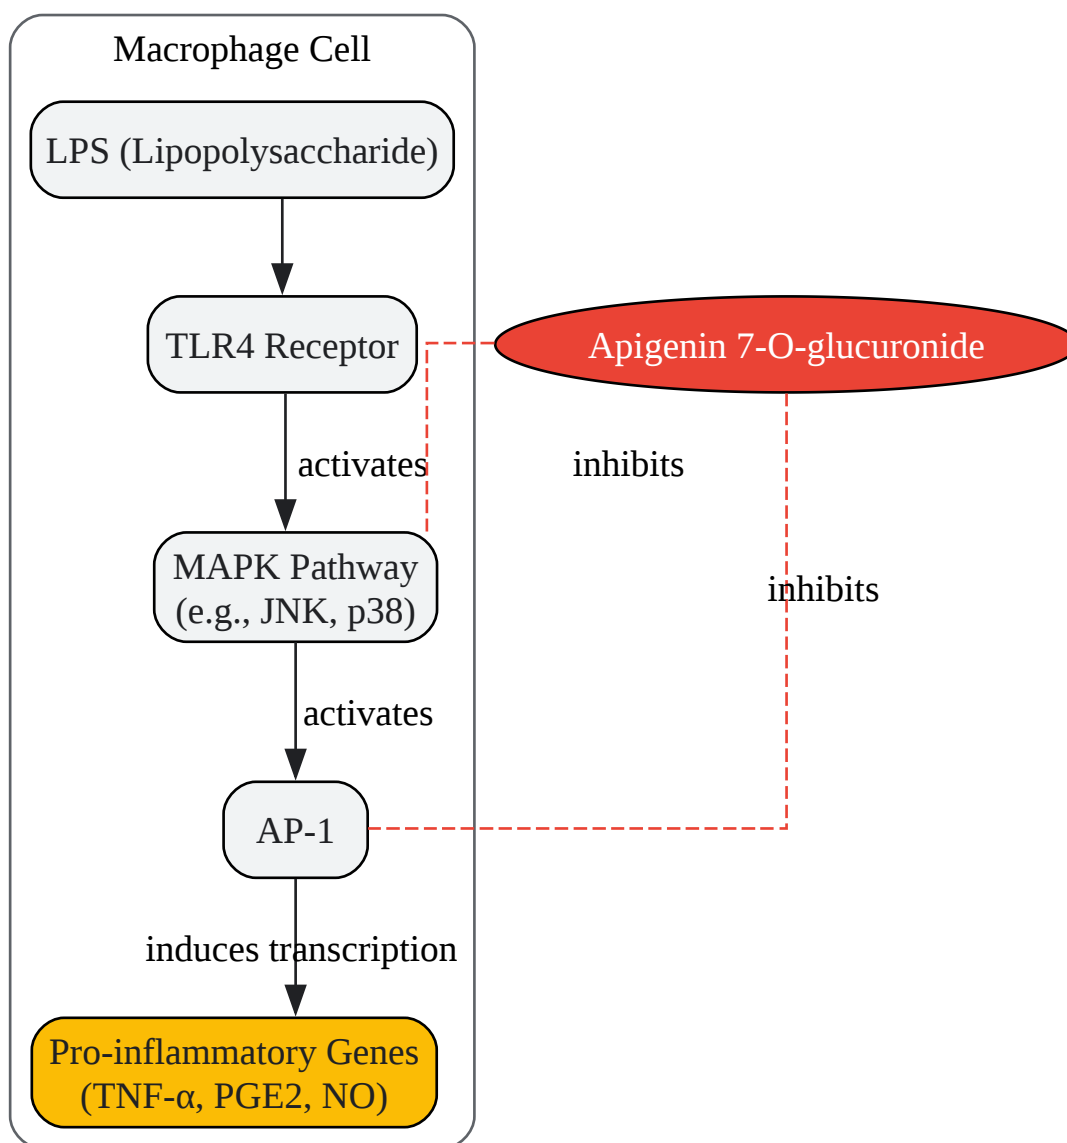 Macrophage Cell
LPS (Lipopolysaccharide)
TLR4 Receptor
Apigenin 7-O-glucuronide
activates
inhibits
MAPK Pathway
(e.g., JNK, p38)
inhibits
activates
AP-1
induces transcription
Pro-inflammatory Genes
(TNF-α, PGE2, NO)